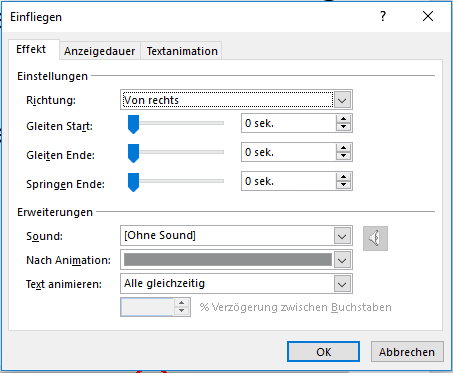 Einfliegen ? ×
Effekt Anzeigedauer Textanimation
Einstellungen
Richtung: Von rechts
Gleiten Start: 0 sek.
Gleiten Ende: 0 sek.
Springen Ende: 0 sek.
Erweiterungen
Sound: [Ohne Sound]
Nach Animation:
Text animieren: Alle gleichzeitig
% Verzögerung zwischen Buchstaben
OK Abbrechen